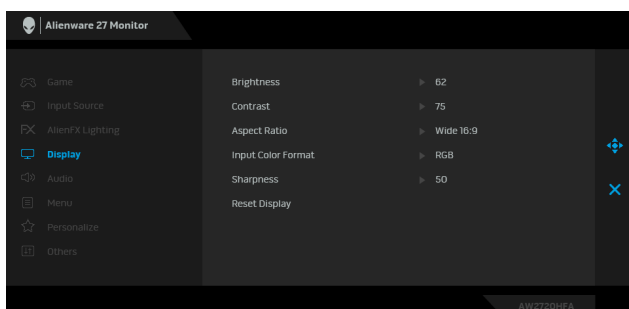 Alienware 27 Monitor
Game
Input Source
FX AlienFX Lighting
Display
Audio
Menu
Personalize
Others
Brightness 62
Contrast 75
Aspect Ratio Wide 16:9
Input Color Format RGB
Sharpness 50
Reset Display
AW2720HFA